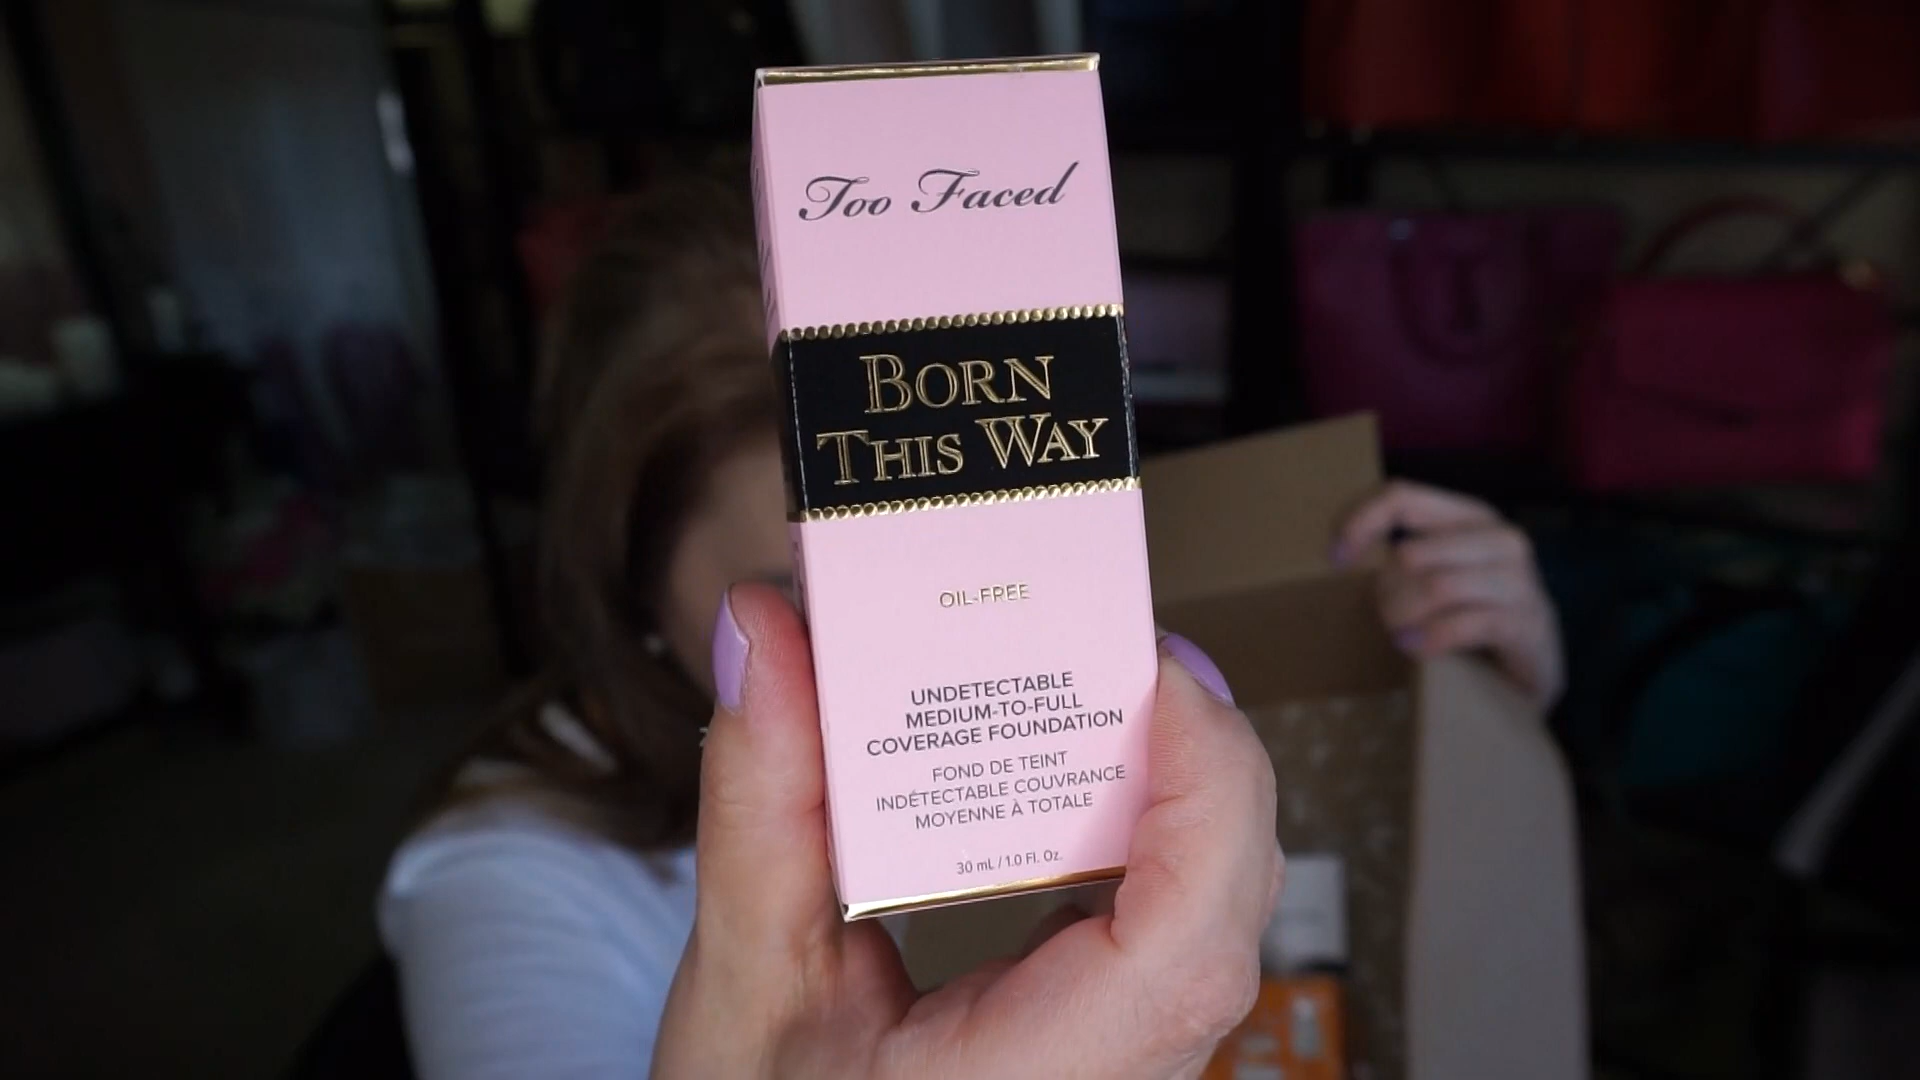 Too Faced
BORN
THIS WAY
OIL-FREE
UNDETECTABLE
MEDIUM-TO-FULL
COVERAGE FOUNDATION
FOND DE TEINT
INDÉTECTABLE COUVRANCE
MOYENNE À TOTALE
30 mL / 1.0 Fl. Oz.